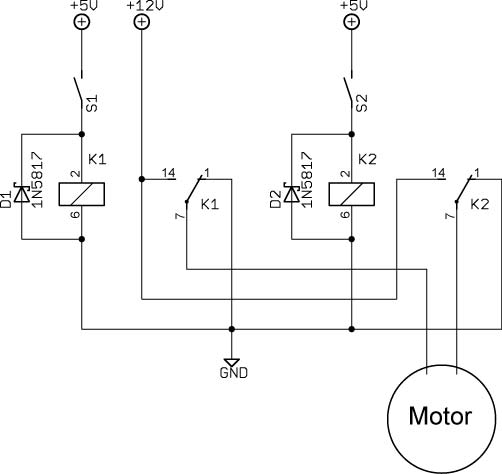 +5V +12V +5V
S1 S2
D1 1N5817 K1 2 6
14 1 7 K1
D2 1N5817 K2 2 6
14 1 7 K2
GND
Motor